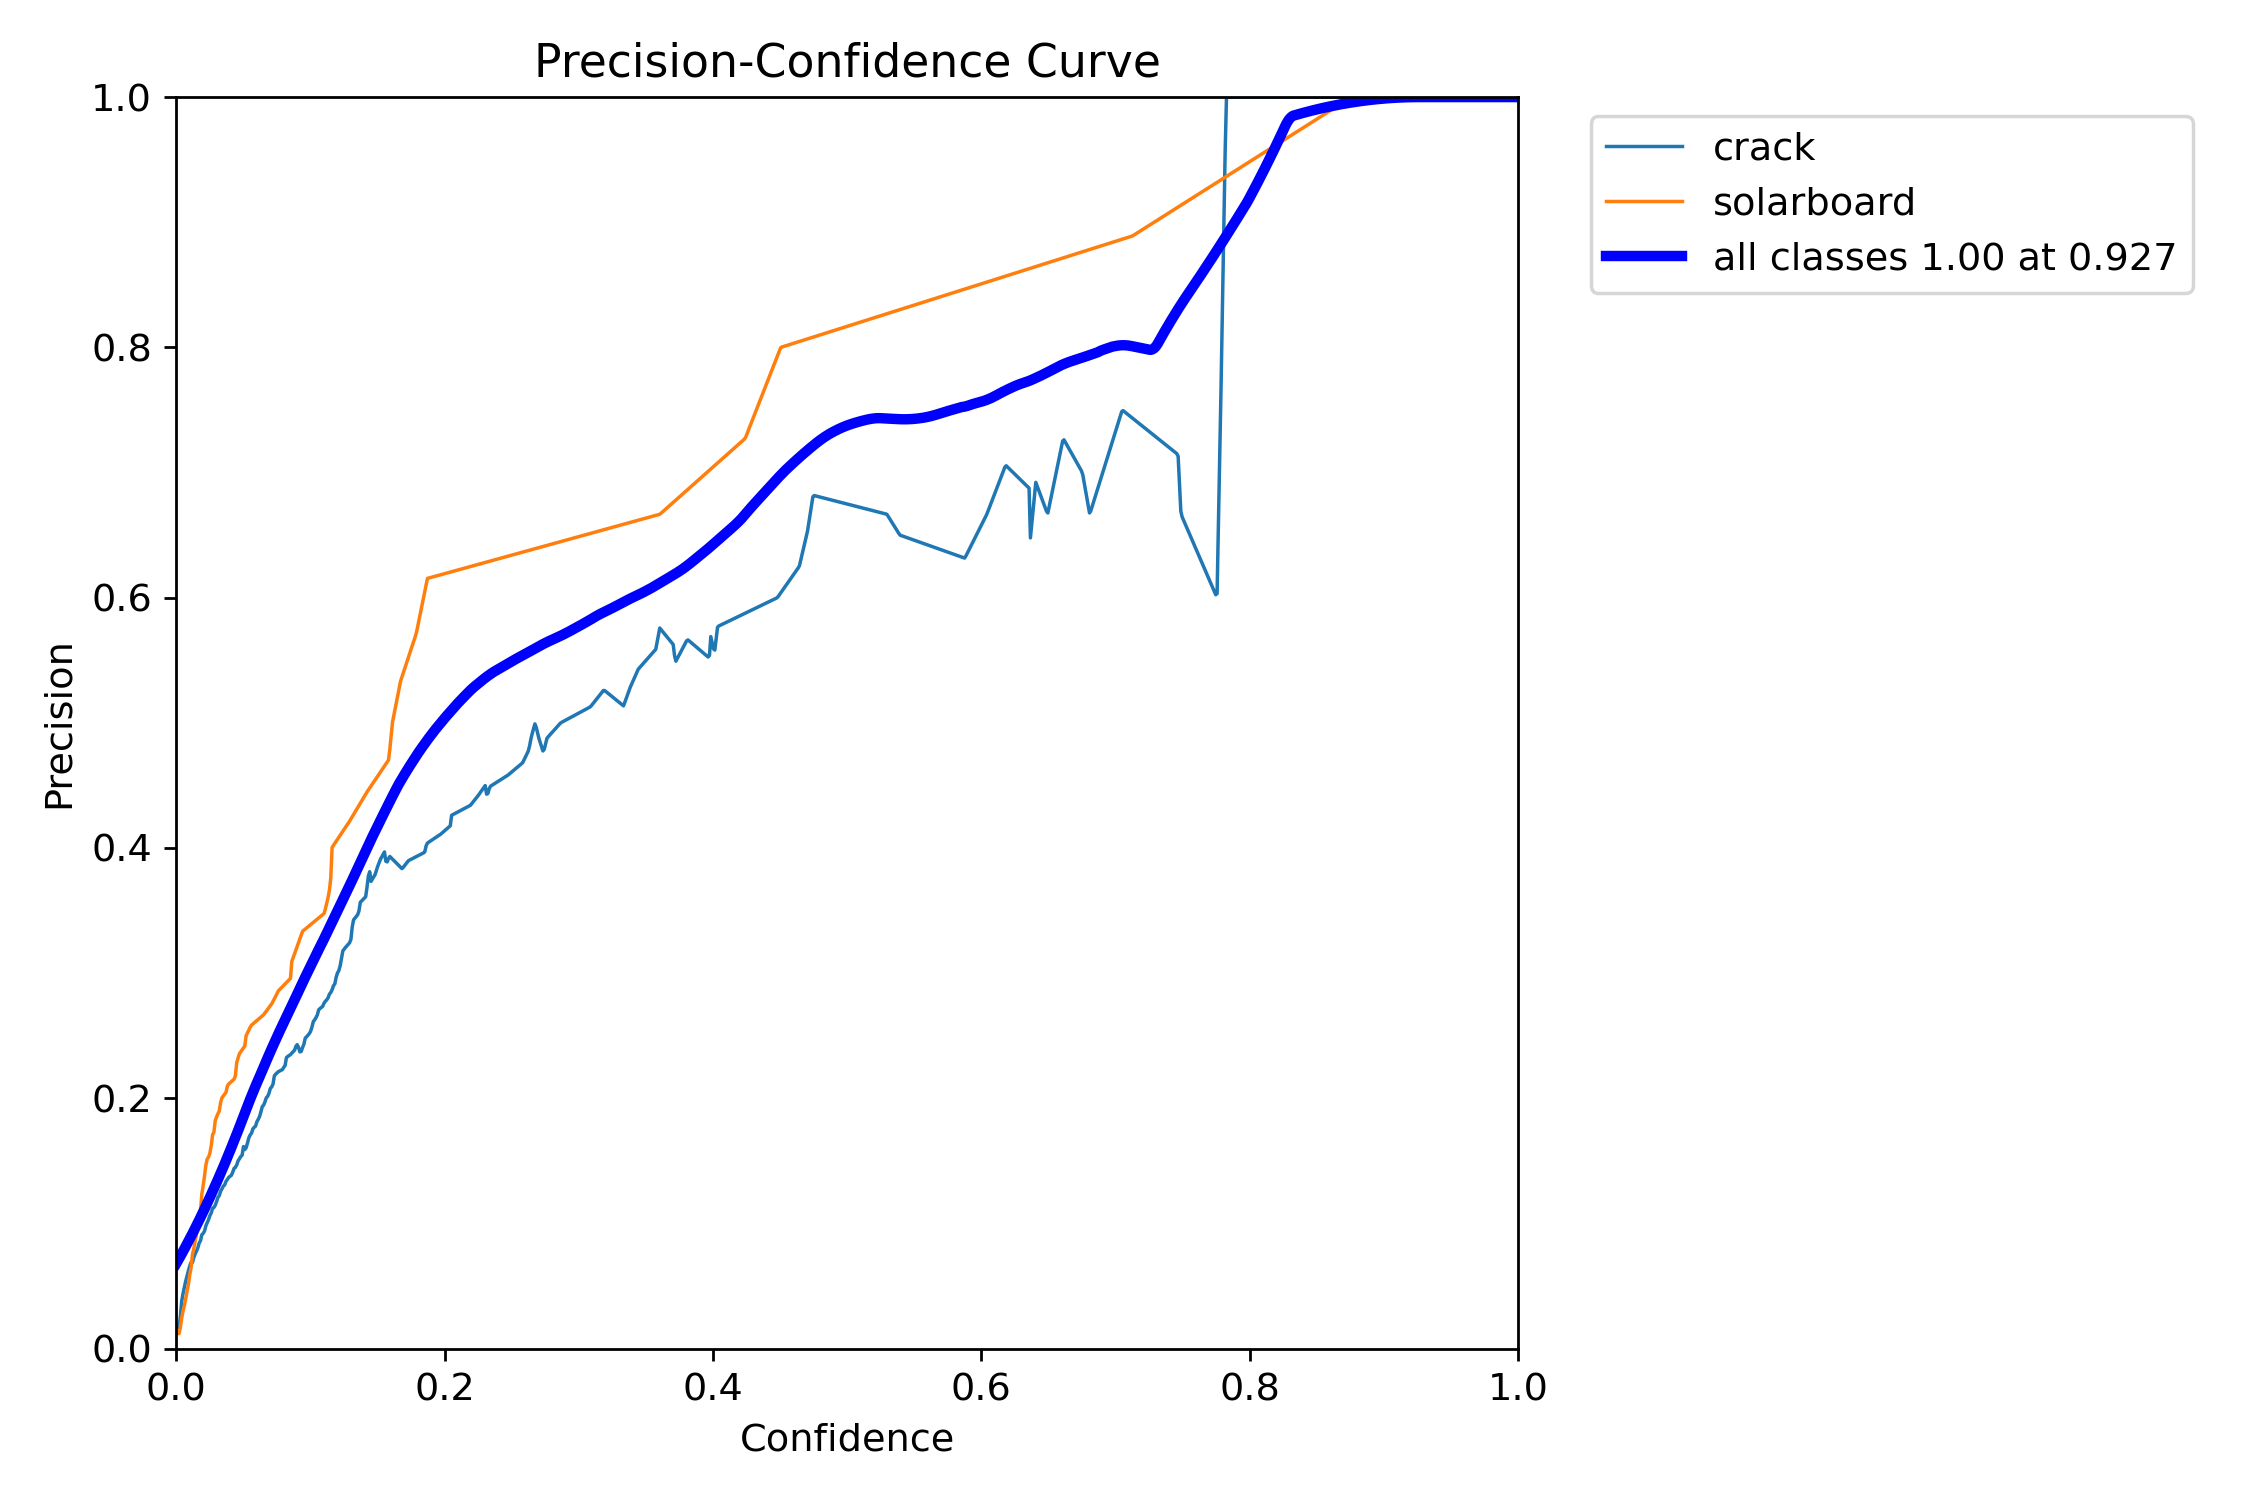 Precision-Confidence Curve
1.0
0.8
0.6
0.4
0.2
0.0
Precision
0.0 0.2 0.4 0.6 0.8 1.0
Confidence
crack
solarboard
all classes 1.00 at 0.927